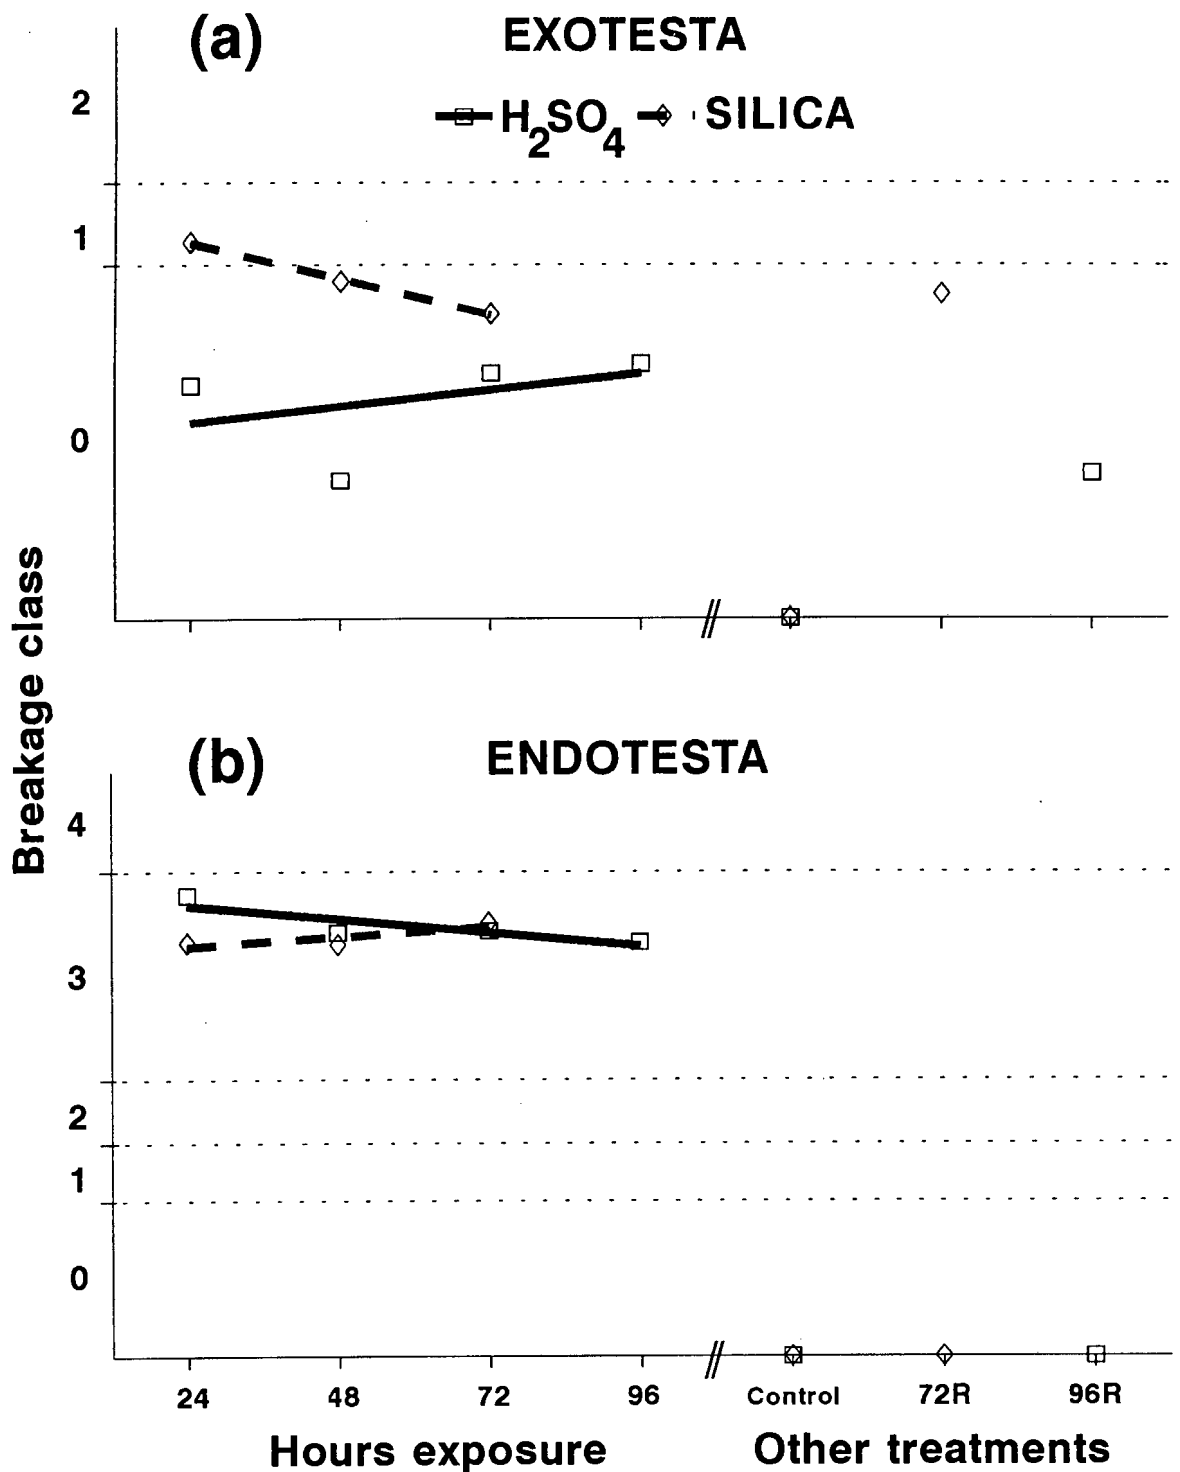 (a) EXOTESTA
H₂SO₄ SILICA
2
1
0
Breakage class
(b) ENDOTESTA
4
3
2
1
0
24 48 72 96 Control 72R 96R
Hours exposure Other treatments